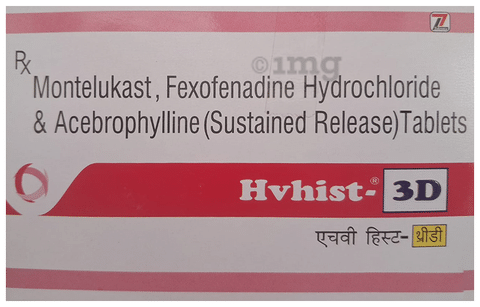 Rx
©1mg
Montelukast, Fexofenadine Hydrochloride
& Acebrophylline (Sustained Release) Tablets
Hvhist-® 3D
एचवी हिस्ट- थ्रीडी